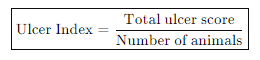 Ulcer Index = Total ulcer score
Number of animals